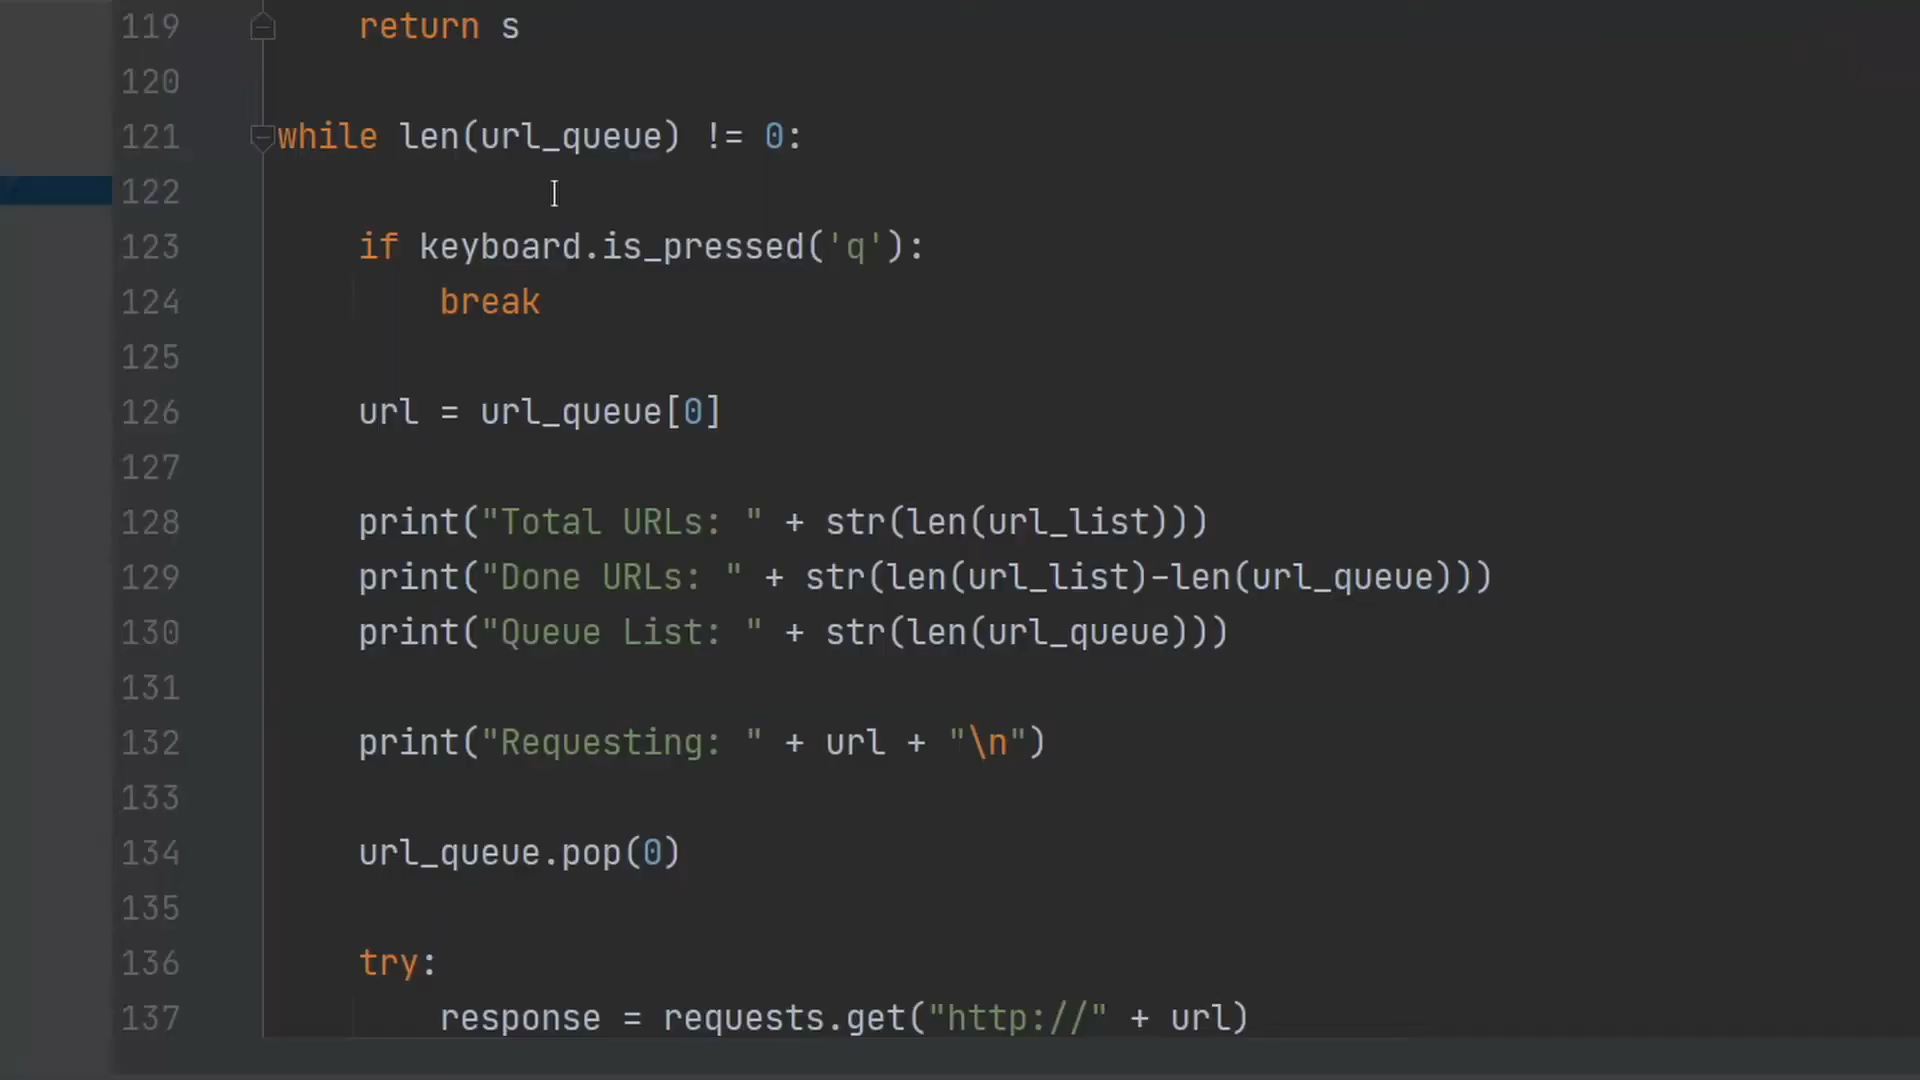 119 return s
120
121 while len(url_queue) != 0:
122
123 if keyboard.is_pressed('q'):
124 break
125
126 url = url_queue[0]
127
128 print("Total URLs: " + str(len(url_list)))
129 print("Done URLs: " + str(len(url_list)-len(url_queue)))
130 print("Queue List: " + str(len(url_queue)))
131
132 print("Requesting: " + url + "\n")
133
134 url_queue.pop(0)
135
136 try:
137 response = requests.get("http://" + url)